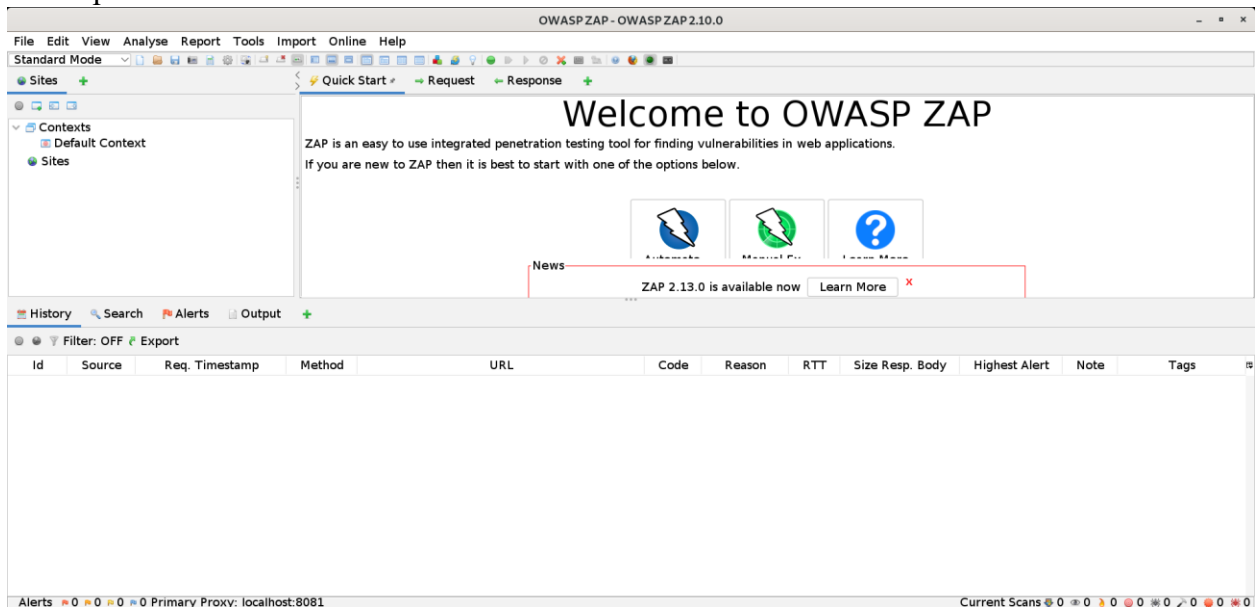 OWASP ZAP - OWASP ZAP 2.10.0
File Edit View Analyse Report Tools Import Online Help
Standard Mode
Sites
Quick Start Request Response
Contexts
Default Context
Sites
Welcome to OWASP ZAP
ZAP is an easy to use integrated penetration testing tool for finding vulnerabilities in web applications.
If you are new to ZAP then it is best to start with one of the options below.
News
ZAP 2.13.0 is available now Learn More X
History Search Alerts Output
Filter: OFF Export
Id Source Req. Timestamp Method URL Code Reason RTT Size Resp. Body Highest Alert Note Tags
Alerts 0 0 0 0 Primary Proxy: localhost:8081 Current Scans 0 0 0 0 0 0 0 0